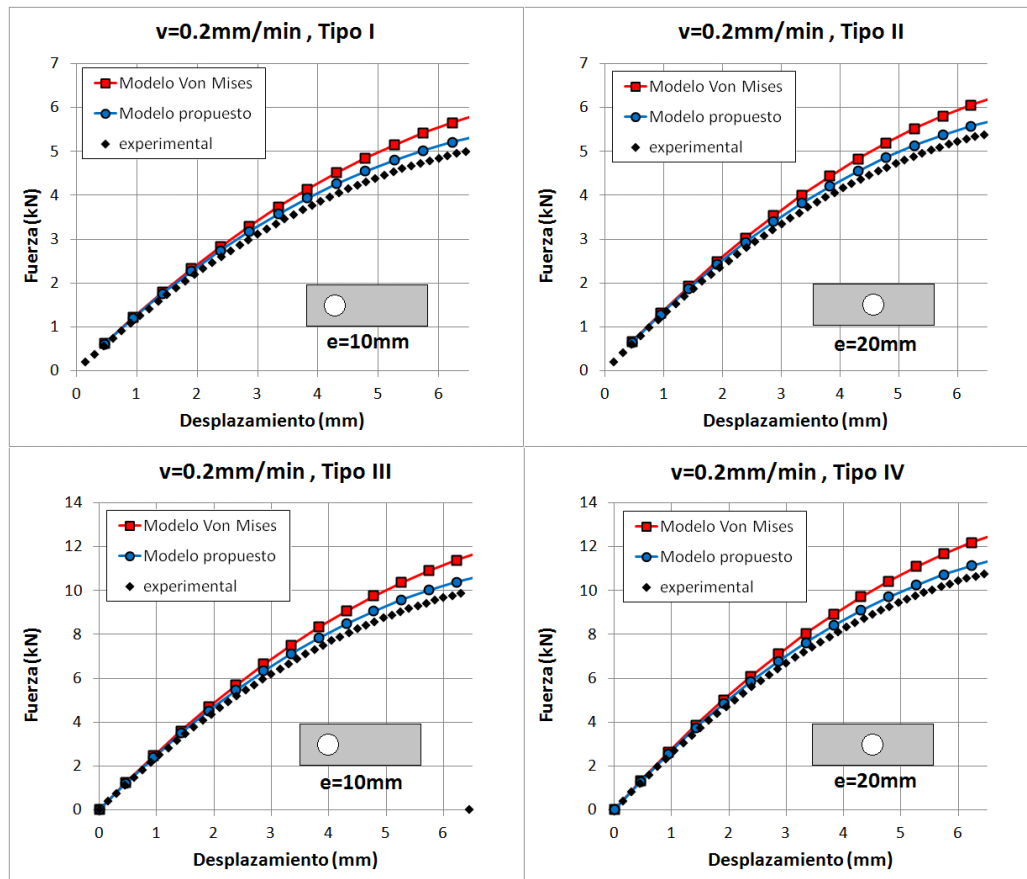 v=0.2mm/min , Tipo I
7
6
5
4
3
2
1
0
Fuerza (kN)
Modelo Von Mises
Modelo propuesto
experimental
e=10mm
0 1 2 3 4 5 6
Desplazamiento (mm)
v=0.2mm/min , Tipo II
7
6
5
4
3
2
1
0
Fuerza (kN)
Modelo Von Mises
Modelo propuesto
experimental
e=20mm
0 1 2 3 4 5 6
Desplazamiento (mm)
v=0.2mm/min , Tipo III
14
12
10
8
6
4
2
0
Fuerza (kN)
Modelo Von Mises
Modelo propuesto
experimental
e=10mm
0 1 2 3 4 5 6
Desplazamiento (mm)
v=0.2mm/min , Tipo IV
14
12
10
8
6
4
2
0
Fuerza (kN)
Modelo Von Mises
Modelo propuesto
experimental
e=20mm
0 1 2 3 4 5 6
Desplazamiento (mm)